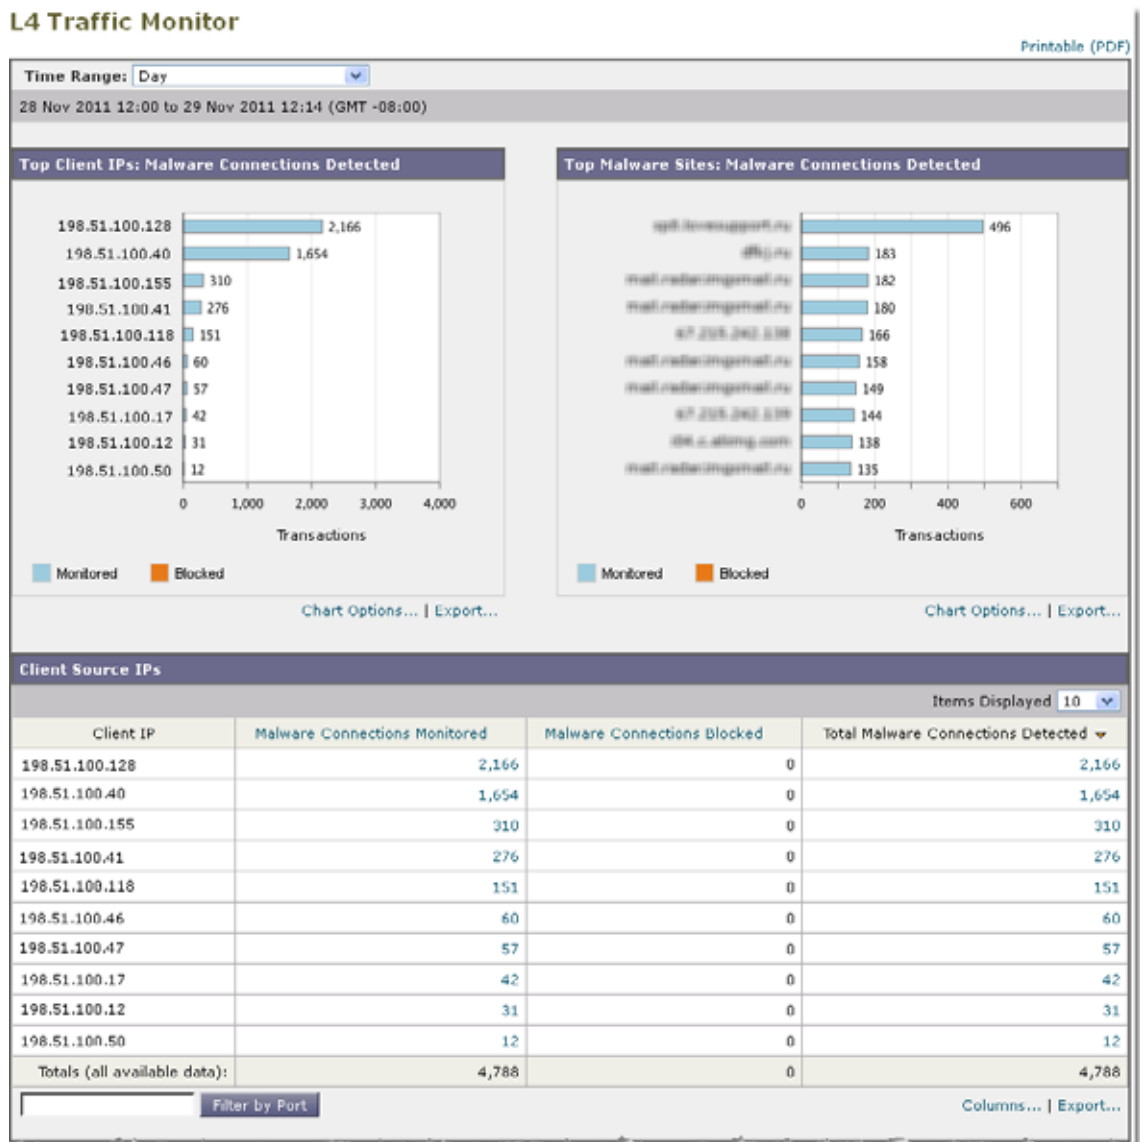 L4 Traffic Monitor
Printable (PDF)
Time Range: Day
28 Nov 2011 12:00 to 29 Nov 2011 12:14 (GMT -08:00)
Top Client IPs: Malware Connections Detected
198.51.100.128 2,166
198.51.100.40 1,654
198.51.100.155 310
198.51.100.41 276
198.51.100.118 151
198.51.100.46 60
198.51.100.47 57
198.51.100.17 42
198.51.100.12 31
198.51.100.50 12
0 1,000 2,000 3,000 4,000
Transactions
Monitored Blocked
Chart Options... | Export...
Top Malware Sites: Malware Connections Detected
496
183
182
180
166
158
149
144
138
135
0 200 400 600
Transactions
Monitored Blocked
Chart Options... | Export...
Client Source IPs
Items Displayed 10
Client IP Malware Connections Monitored Malware Connections Blocked Total Malware Connections Detected
198.51.100.128 2,166 0 2,166
198.51.100.40 1,654 0 1,654
198.51.100.155 310 0 310
198.51.100.41 276 0 276
198.51.100.118 151 0 151
198.51.100.46 60 0 60
198.51.100.47 57 0 57
198.51.100.17 42 0 42
198.51.100.12 31 0 31
198.51.100.50 12 0 12
Totals (all available data): 4,788 0 4,788
Filter by Port
Columns... | Export...